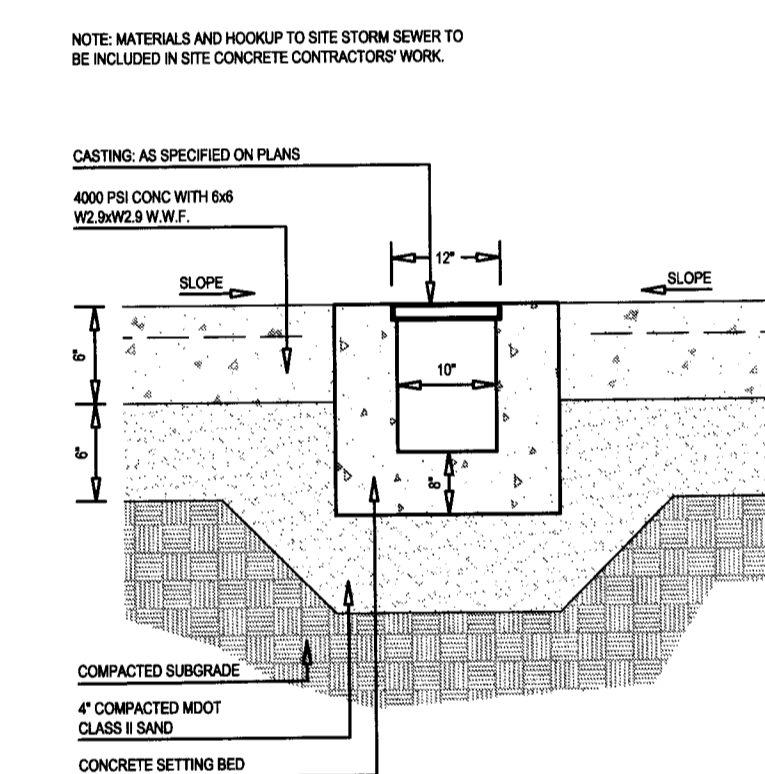 NOTE: MATERIALS AND HOOKUP TO SITE STORM SEWER TO
BE INCLUDED IN SITE CONCRETE CONTRACTORS' WORK.
CASTING: AS SPECIFIED ON PLANS
4000 PSI CONC WITH 6x6
W2.9xW2.9 W.W.F.
12"
SLOPE
SLOPE
6"
10"
6"
8"
COMPACTED SUBGRADE
4" COMPACTED MDOT
CLASS II SAND
CONCRETE SETTING BED